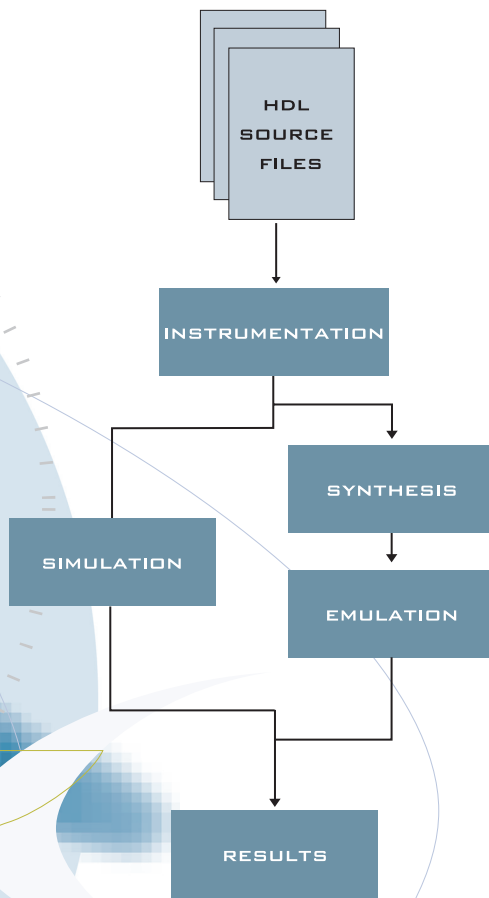 HDL
SOURCE
FILES
INSTRUMENTATION
SYNTHESIS
SIMULATION
EMULATION
RESULTS